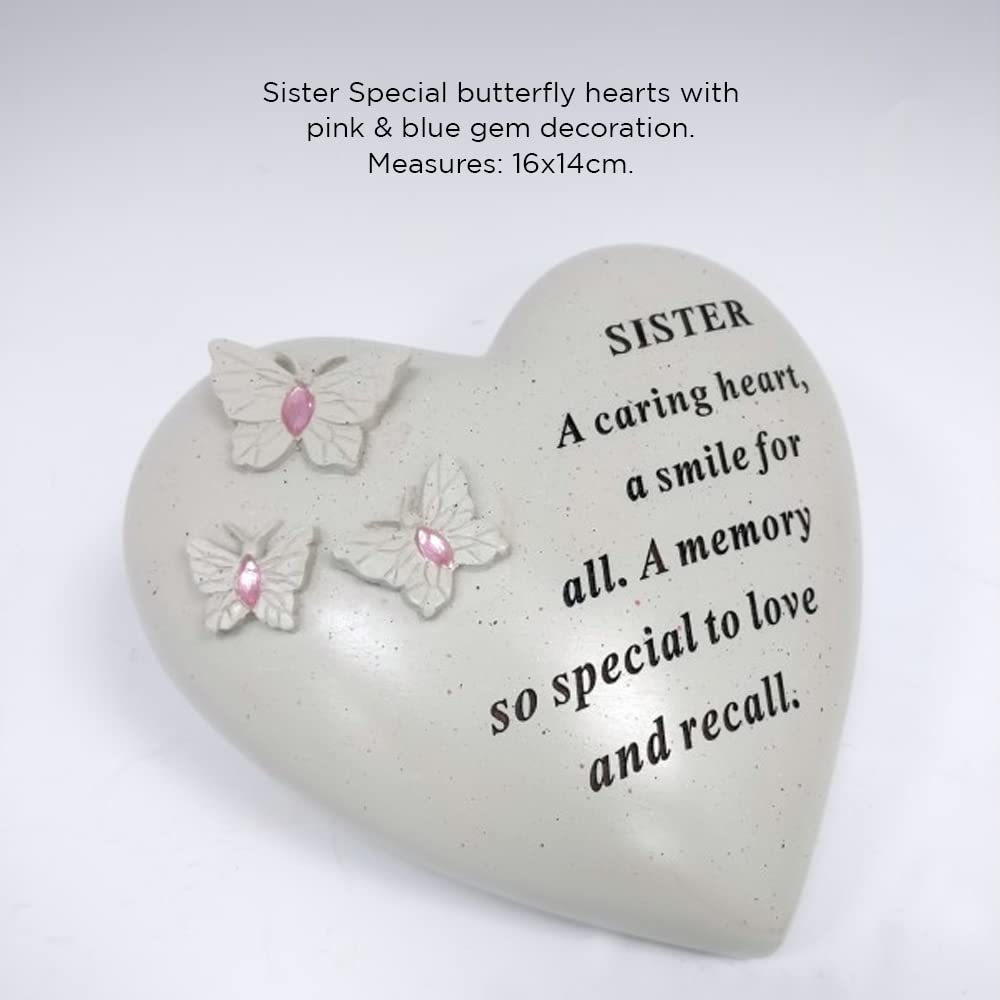 Sister Special butterfly hearts with
pink & blue gem decoration.
Measures: 16x14cm.
SISTER
A caring heart,
a smile for
all. A memory
so special to love
and recall.